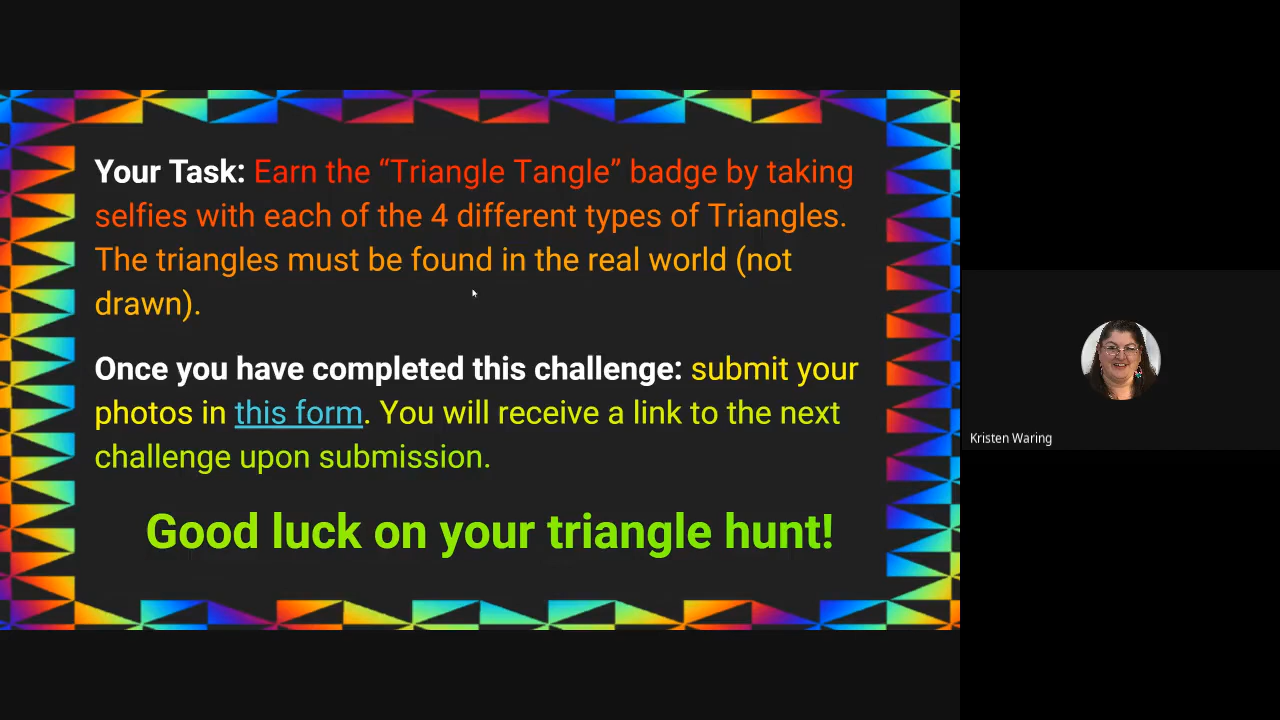 Your Task: Earn the “Triangle Tangle” badge by taking
selfies with each of the 4 different types of Triangles.
The triangles must be found in the real world (not
drawn).
Once you have completed this challenge: submit your
photos in this form. You will receive a link to the next
challenge upon submission.
Good luck on your triangle hunt!
Kristen Waring